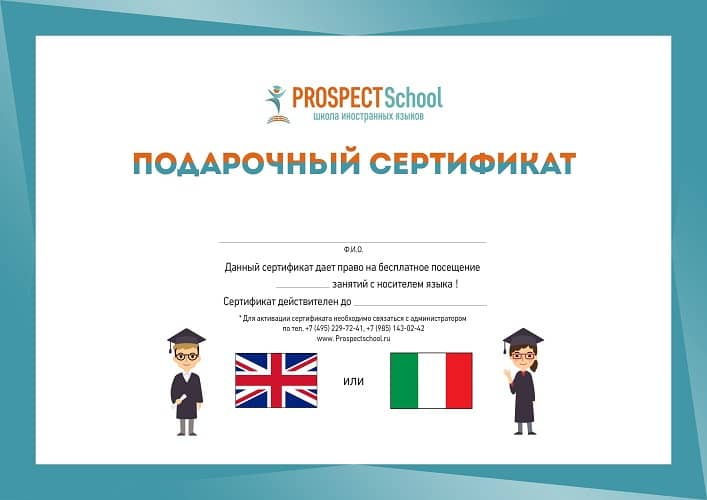 PROSPECT School
школа иностранных языков
ПОДАРОЧНЫЙ СЕРТИФИКАТ
Ф.И.О.
Данный сертификат дает право на бесплатное посещение
занятий с носителем языка !
Сертификат действителен до
* Для активации сертификата необходимо связаться с администратором
по тел. +7 (495) 229-72-41, +7 (985) 143-02-42
www. Prospectschool.ru
или